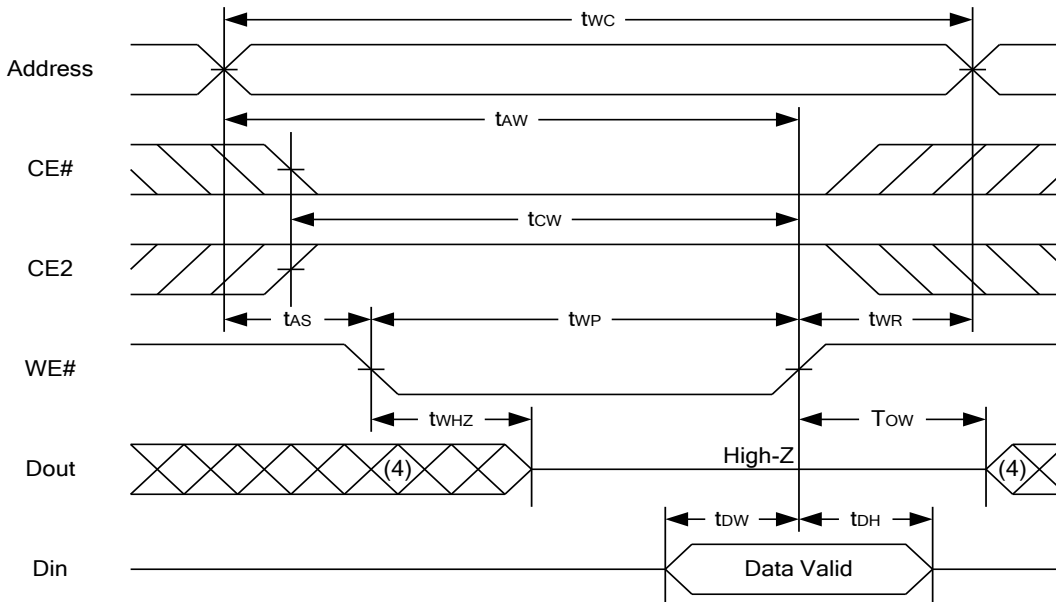 tWC
Address
tAW
CE#
tCW
CE2
tAS tWP tWR
WE#
tWHZ TOW
Dout (4) High-Z (4)
tDW tDH
Din Data Valid